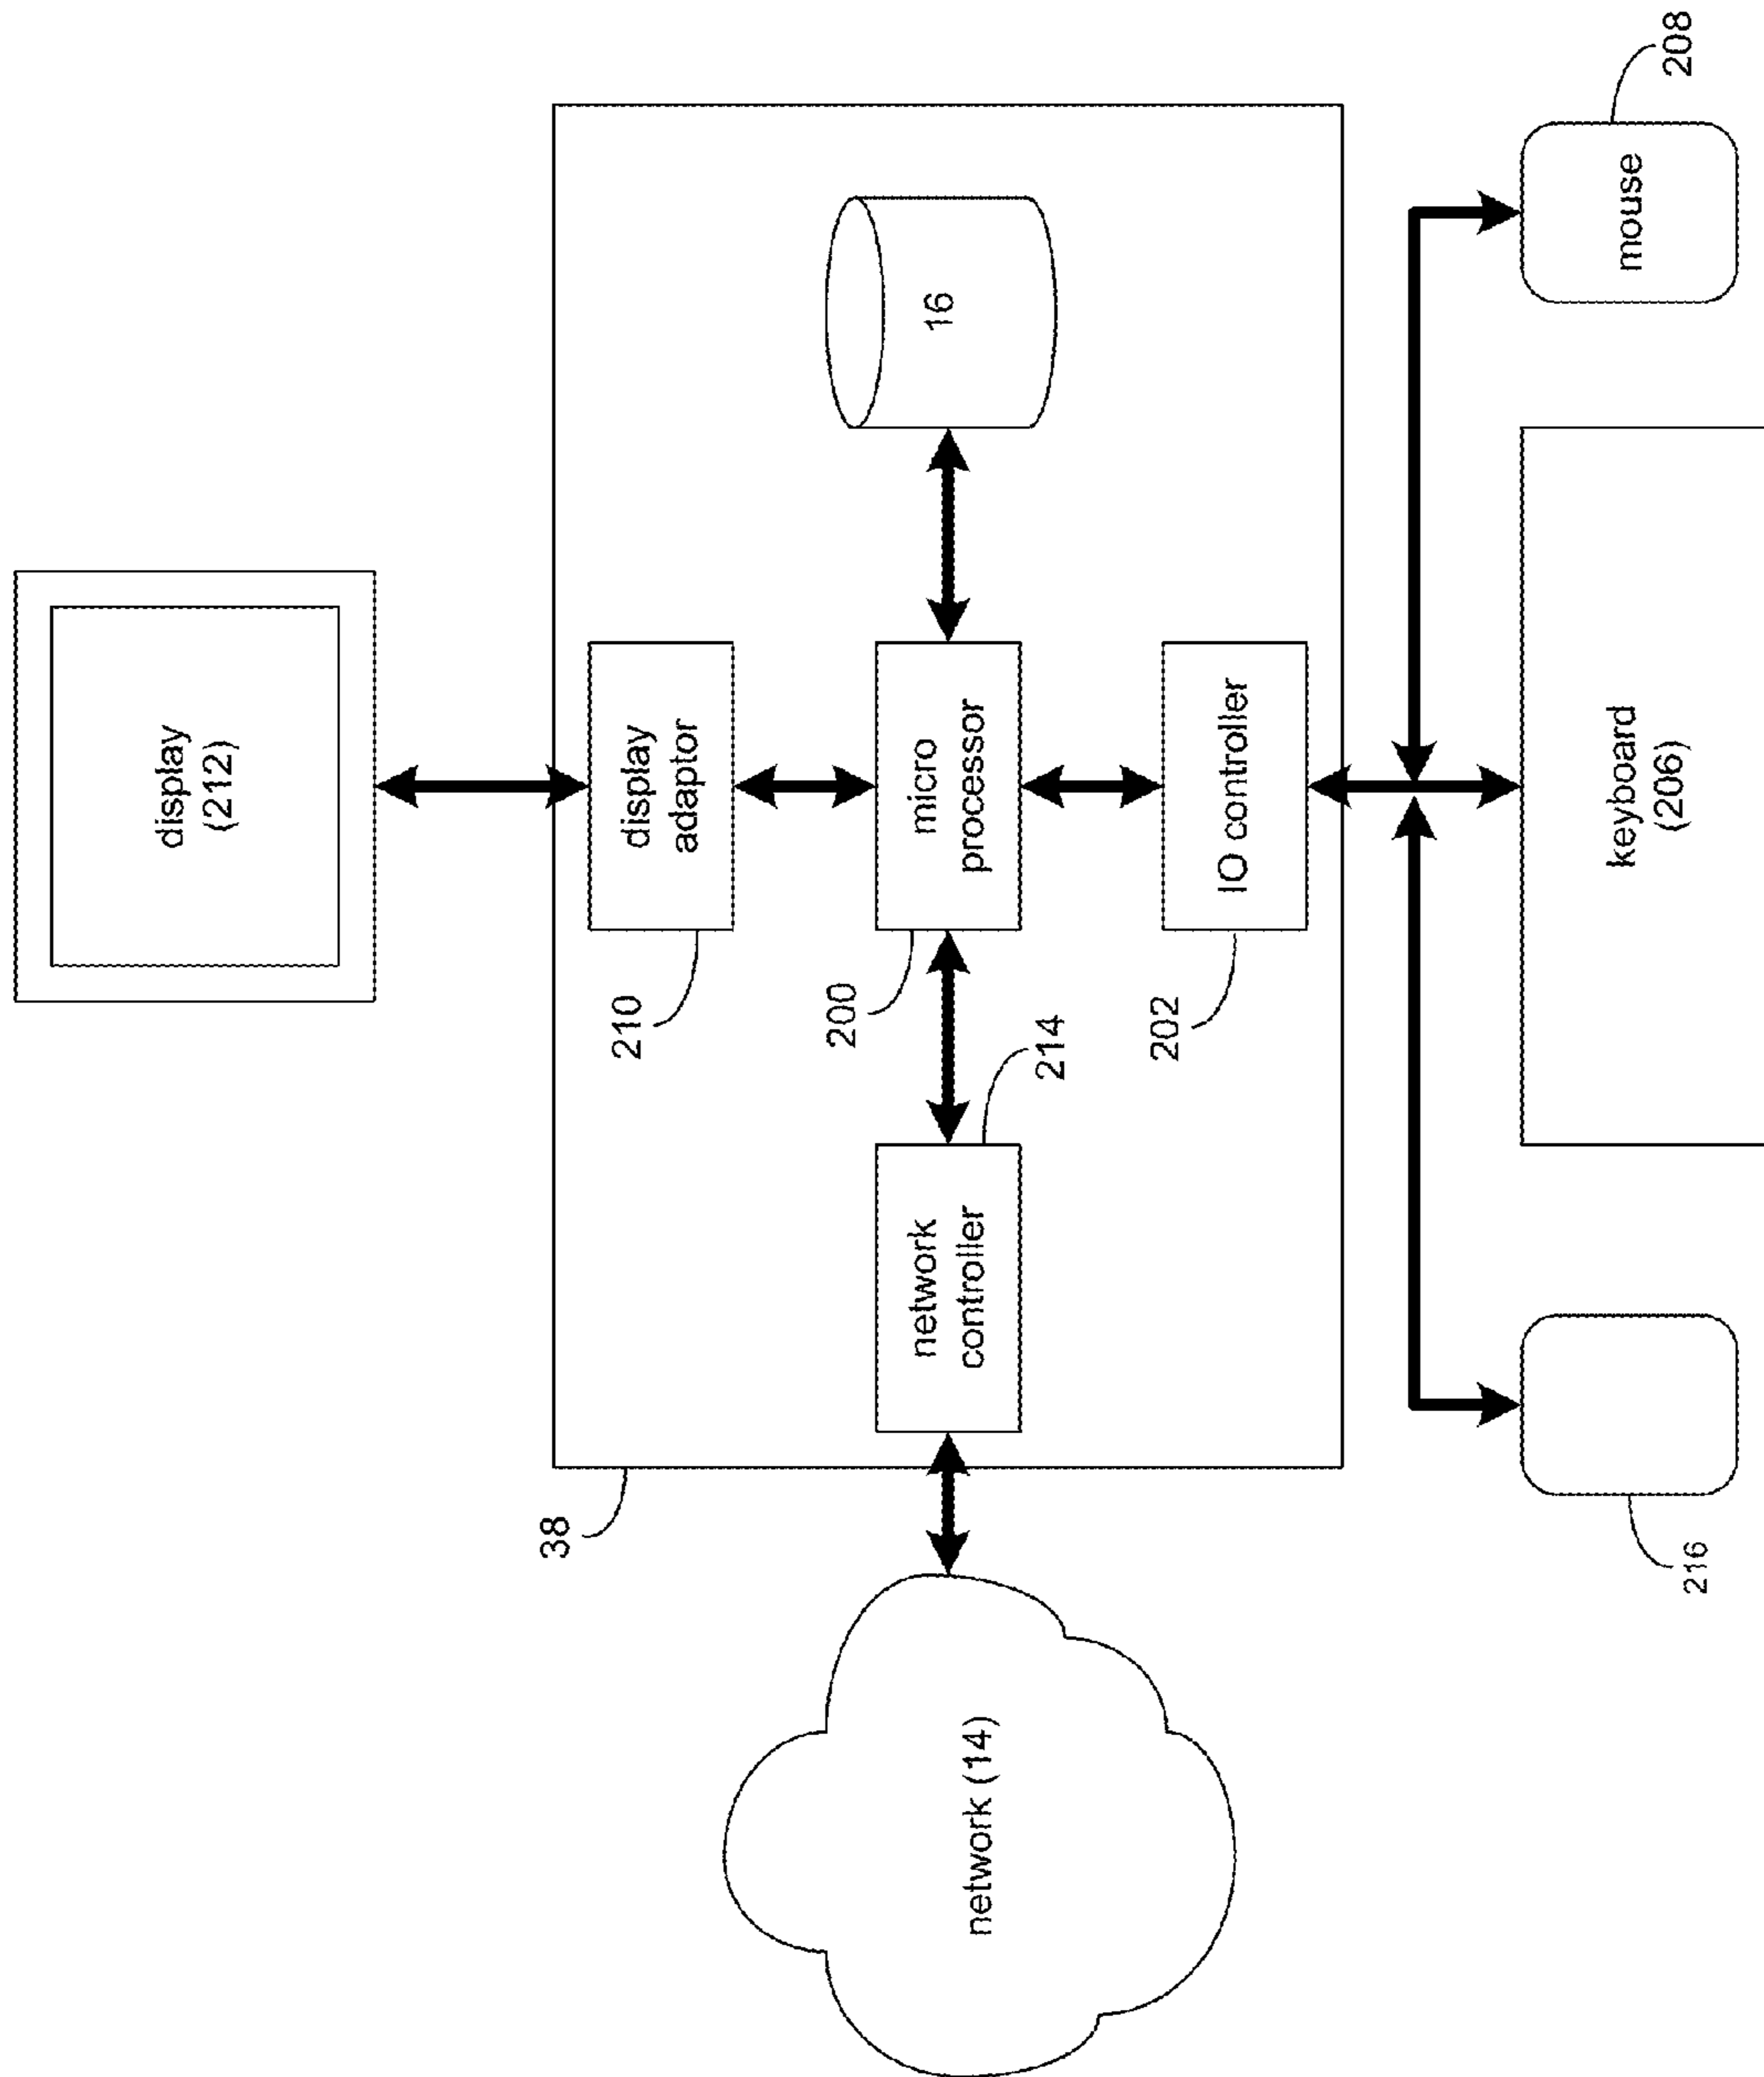 display
(212)
display
adaptor
210
micro
processor
200
16
network
controller
214
IO controller
202
38
network (14)
keyboard
(206)
mouse
208
216